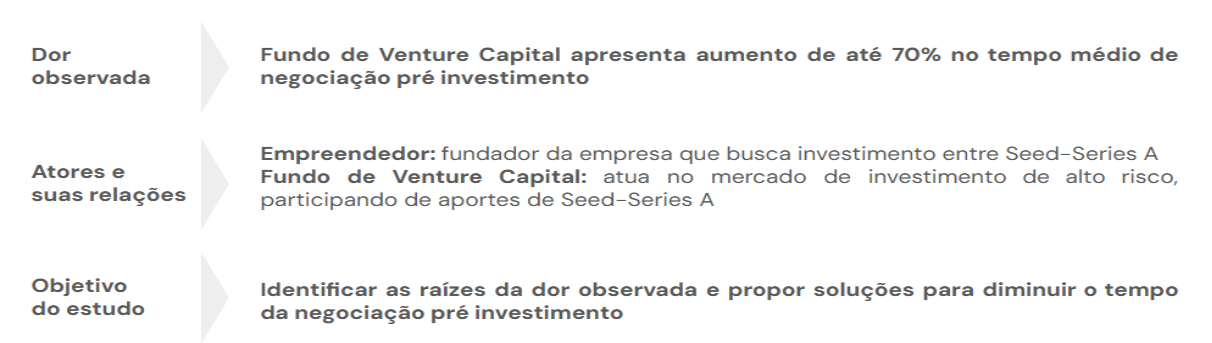 Dor
observada
Fundo de Venture Capital apresenta aumento de até 70% no tempo médio de
negociação pré investimento
Atores e
suas relações
Empreendedor: fundador da empresa que busca investimento entre Seed-Series A
Fundo de Venture Capital: atua no mercado de investimento de alto risco,
participando de aportes de Seed-Series A
Objetivo
do estudo
Identificar as raízes da dor observada e propor soluções para diminuir o tempo
da negociação pré investimento